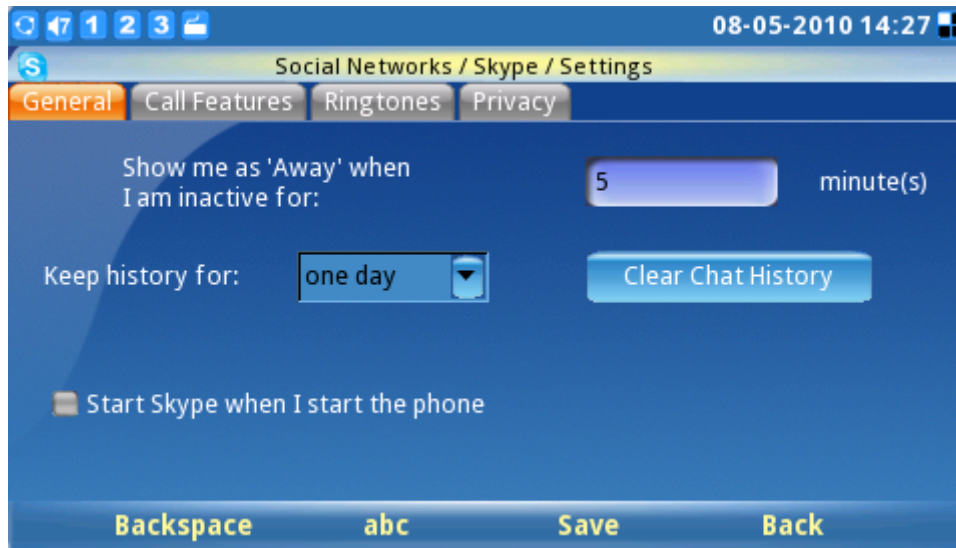 7 1 2 3 08-05-2010 14:27
S Social Networks / Skype / Settings
General Call Features Ringtones Privacy
Show me as 'Away' when
I am inactive for:
5 minute(s)
Keep history for: one day Clear Chat History
Start Skype when I start the phone
Backspace abc Save Back